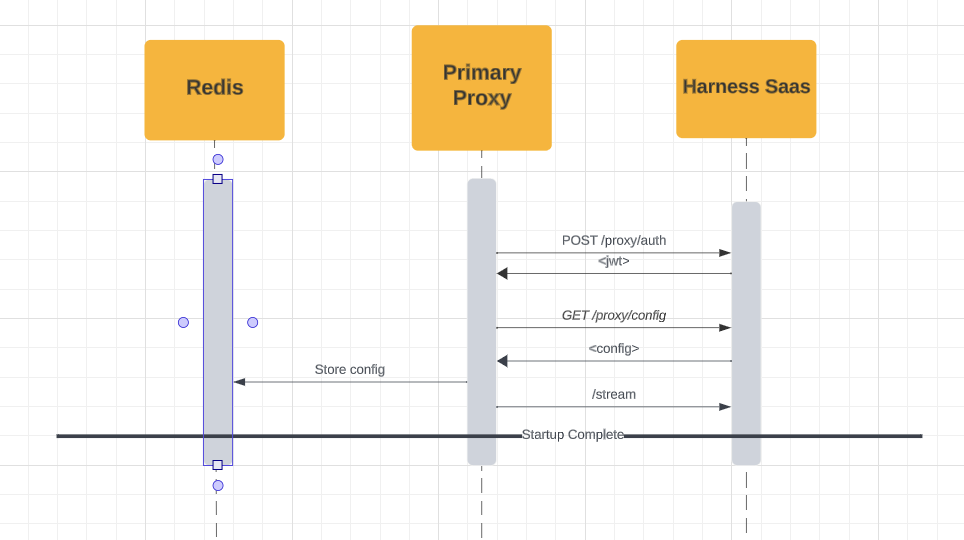 Redis
Primary
Proxy
Harness Saas
POST /proxy/auth
<jwt>
GET /proxy/config
<config>
Store config
/stream
Startup Complete